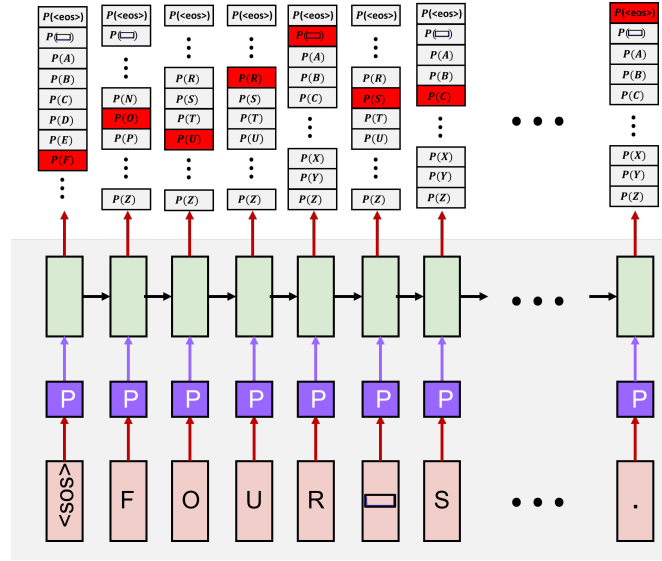 P(<eos>) P(<eos>) P(<eos>) P(<eos>) P(<eos>) P(<eos>) P(<eos>) P(<eos>)
P(▭) P(▭) P(▭) P(▭) P(▭)
P(A) P(A) P(A) P(A)
P(B) P(R) P(R) P(B) P(R) P(B) P(B)
P(C) P(N) P(S) P(S) P(C) P(S) P(C) P(C)
P(D) P(O) P(T) P(T) P(T)
P(E) P(P) P(U) P(U) P(U)
P(F) P(X) P(X) P(X)
P(Y) P(Y) P(Y)
P(Z) P(Z) P(Z) P(Z) P(Z) P(Z) P(Z)
P P P P P P P P
<sos> F O U R ▭ S .